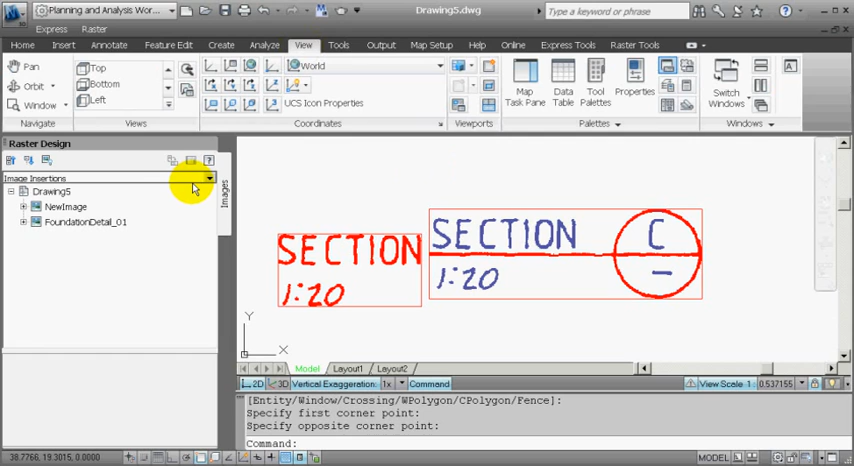 Planning and Analysis Wor...
Drawing5.dwg
Type a keyword or phrase
Express
Raster
Home
Insert
Annotate
Feature Edit
Create
Analyze
View
Tools
Output
Map Setup
Help
Online
Express Tools
Raster Tools
Pan
Orbit
Window
Navigate
Top
Bottom
Left
Views
World
UCS Icon Properties
Coordinates
Viewports
Map
Task Pane
Data
Table
Tool
Palettes
Properties
Palettes
Switch
Windows
Windows
Raster Design
Image Insertions
Drawing5
NewImage
FoundationDetail_01
Images
SECTION
1:20
SECTION
C
1:20
–
Y
X
Model
Layout1
Layout2
2D
3D
Vertical Exaggeration:
1x
Command
View Scale 1 : 0.537155
[Entity/Window/Crossing/WPolygon/CPolygon/Fence]:
Specify first corner point:
Specify opposite corner point:
Command:
38.7766, 19.3015, 0.0000
MODEL